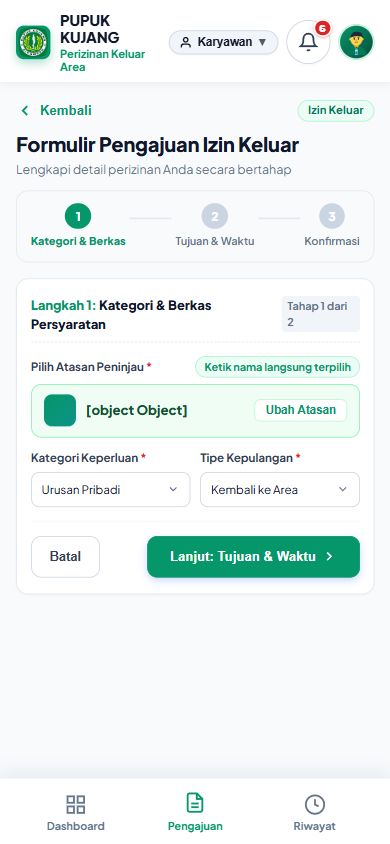 PUPUK
KUJANG
Perizinan Keluar
Area
Karyawan ▼
6
Kembali
Izin Keluar
Formulir Pengajuan Izin Keluar
Lengkapi detail perizinan Anda secara bertahap
1
2
3
Kategori & Berkas
Tujuan & Waktu
Konfirmasi
Langkah 1: Kategori & Berkas
Persyaratan
Tahap 1 dari
2
Pilih Atasan Peninjau *
Ketik nama langsung terpilih
[object Object]
Ubah Atasan
Kategori Keperluan *
Tipe Kepulangan *
Urusan Pribadi
Kembali ke Area
Batal
Lanjut: Tujuan & Waktu
Dashboard
Pengajuan
Riwayat